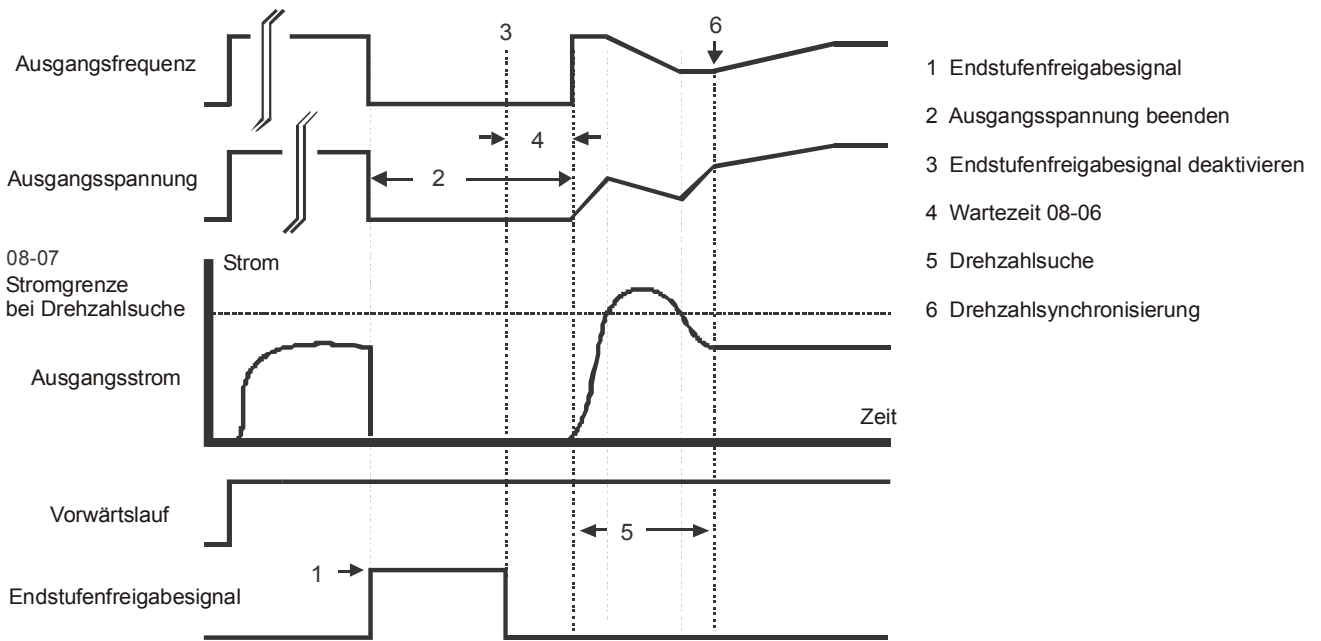 Ausgangsfrequenz
Ausgangsspannung
3
6
4
2
1 Endstufenfreigabesignal
2 Ausgangsspannung beenden
3 Endstufenfreigabesignal deaktivieren
4 Wartezeit 08-06
5 Drehzahlsuche
6 Drehzahlsynchronisierung
08-07
Stromgrenze
bei Drehzahlsuche
Strom
Ausgangsstrom
Zeit
Vorwärtslauf
5
1
Endstufenfreigabesignal